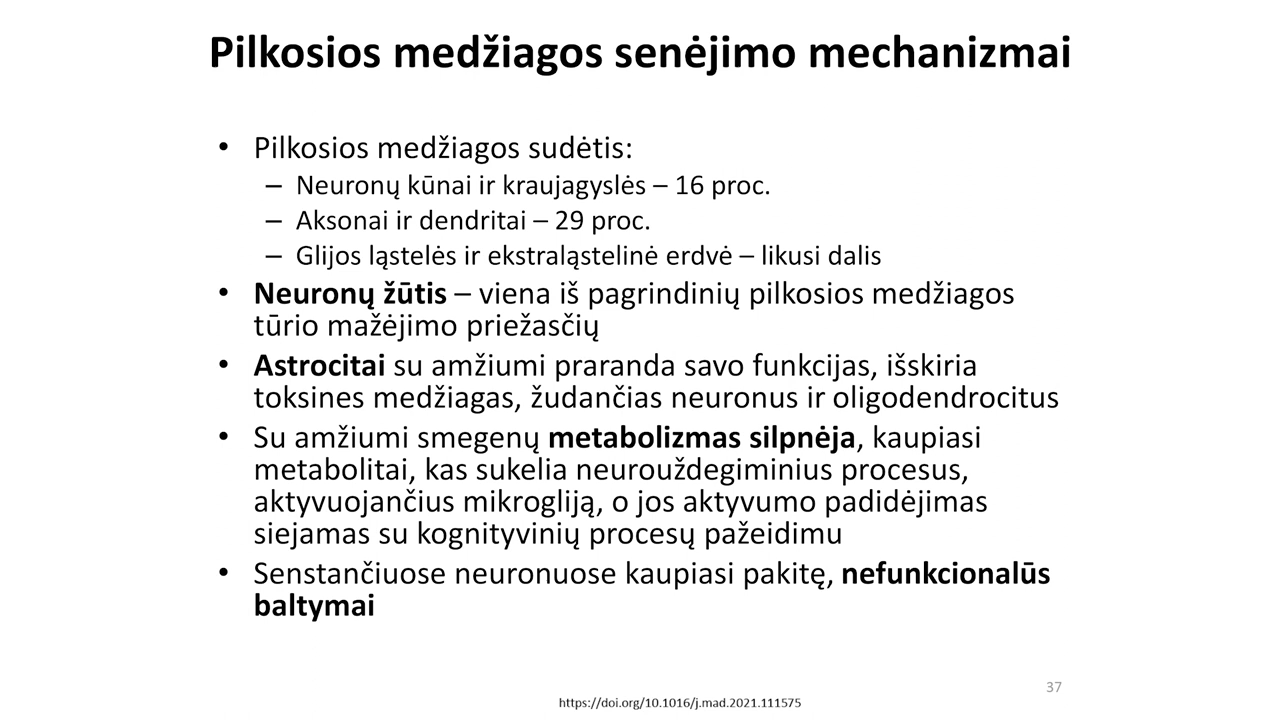 Pilkosios medžiagos senėjimo mechanizmai
• Pilkosios medžiagos sudėtis:
– Neuronų kūnai ir kraujagyslės – 16 proc.
– Aksonai ir dendritai – 29 proc.
– Glijos ląstelės ir ekstraląstelinė erdvė – likusi dalis
• Neuronų žūtis – viena iš pagrindinių pilkosios medžiagos
tūrio mažėjimo priežasčių
• Astrocitai su amžiumi praranda savo funkcijas, išskiria
toksines medžiagas, žudančias neuronus ir oligodendrocitus
• Su amžiumi smegenų metabolizmas silpnėja, kaupiasi
metabolitai, kas sukelia neurouždegiminius procesus,
aktyvuojančius mikrogliją, o jos aktyvumo padidėjimas
siejamas su kognityvinių procesų pažeidimu
• Senstančiuose neuronuose kaupiasi pakitę, nefunkcionalūs
baltymai
37
https://doi.org/10.1016/j.mad.2021.111575